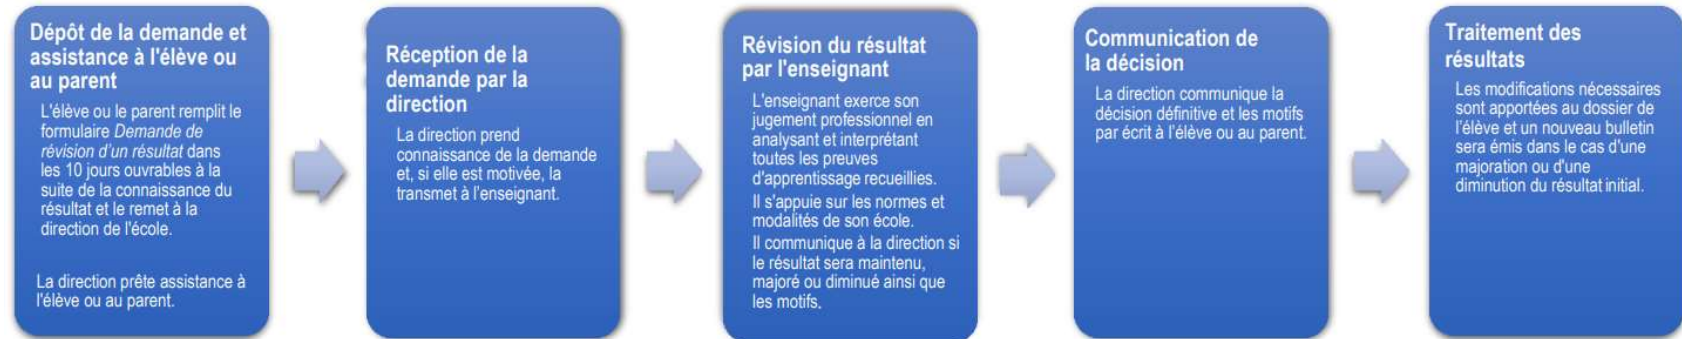 Dépôt de la demande et
assistance à l'élève ou
au parent
L'élève ou le parent remplit le
formulaire Demande de
révision d'un résultat dans
les 10 jours ouvrables à la
suite de la connaissance du
résultat et le remet à la
direction de l'école.
La direction prête assistance à
l'élève ou au parent.
Réception de la
demande par la
direction
La direction prend
connaissance de la demande
et, si elle est motivée, la
transmet à l'enseignant.
Révision du résultat
par l'enseignant
L'enseignant exerce son
jugement professionnel en
analysant et interprétant
toutes les preuves
d'apprentissage recueillies.
Il s'appuie sur les normes et
modalités de son école.
Il communique à la direction si
le résultat sera maintenu,
majoré ou diminué ainsi que
les motifs.
Communication de
la décision
La direction communique la
décision définitive et les motifs
par écrit à l'élève ou au parent.
Traitement des
résultats
Les modifications nécessaires
sont apportées au dossier de
l'élève et un nouveau bulletin
sera émis dans le cas d'une
majoration ou d'une
diminution du résultat initial.